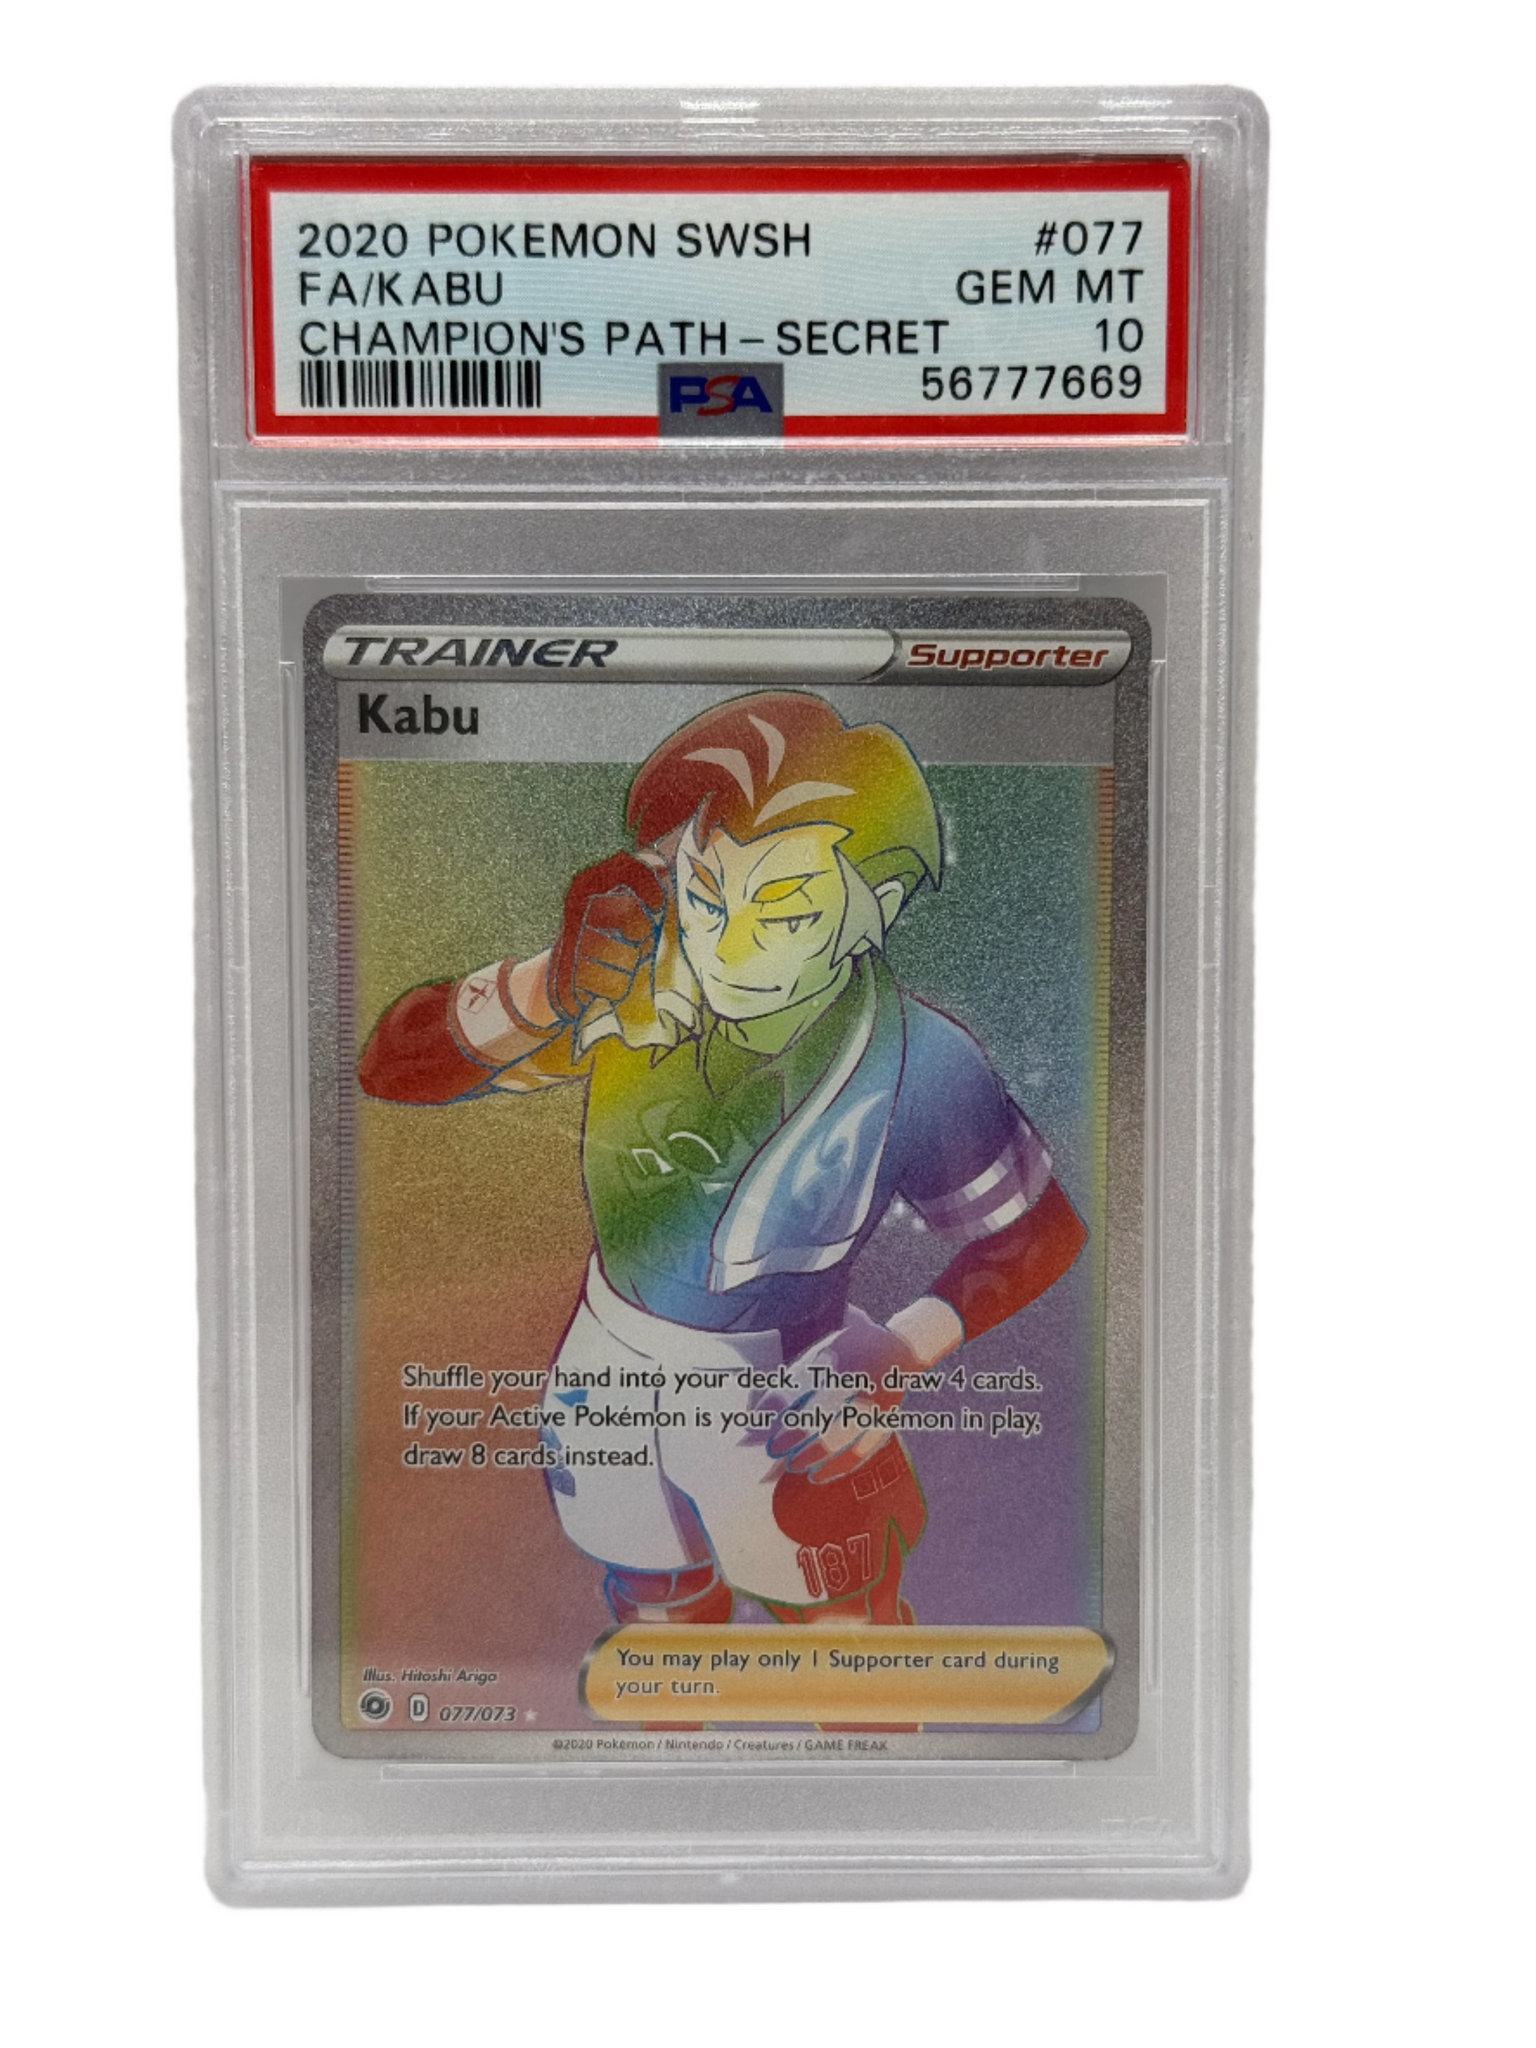 2020 POKEMON SWSH #077
FA/KABU GEM MT
CHAMPION'S PATH-SECRET 10
56777669
PSA
TRAINER Supporter
Kabu
Shuffle your hand into your deck. Then, draw 4 cards.
If your Active Pokémon is your only Pokémon in play,
draw 8 cards instead.
187
You may play only 1 Supporter card during
your turn.
Illus. Hitoshi Ariga
D 077/073 ★
©2020 Pokémon / Nintendo / Creatures / GAME FREAK